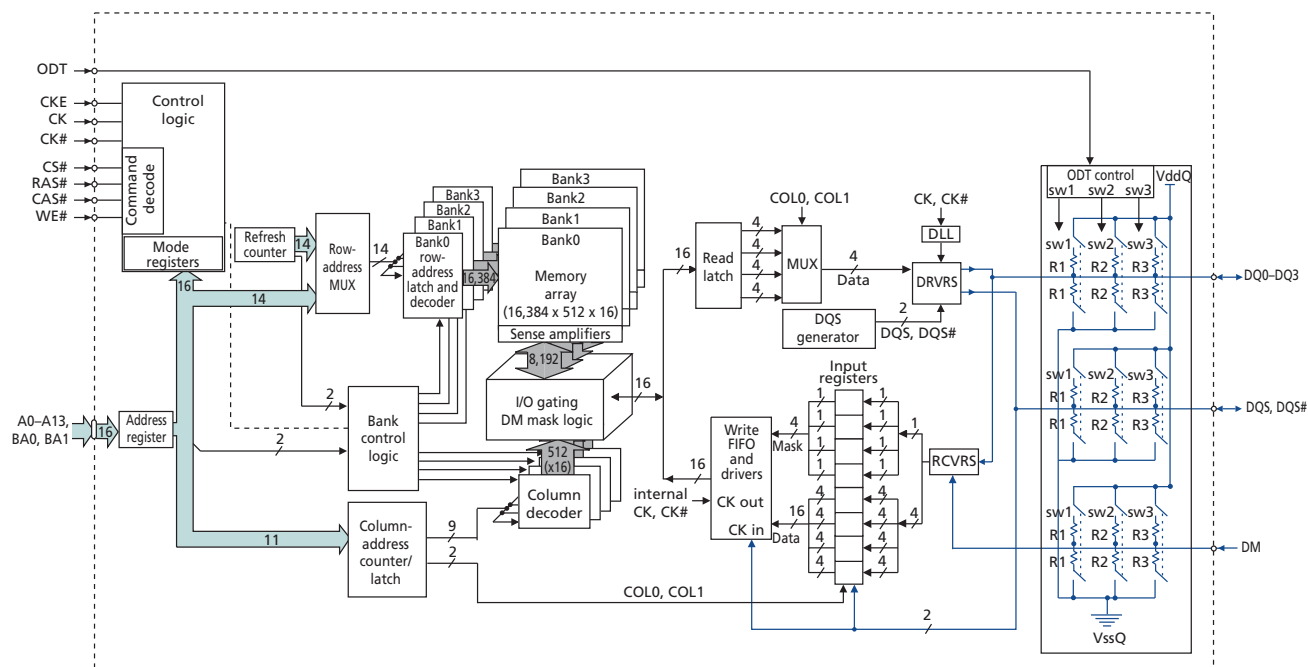 ODT
CKE
CK
CK#
CS#
RAS#
CAS#
WE#
Control
logic
Command
decode
Mode
registers
16
A0–A13,
BA0, BA1
16
Address
register
14
11
2
2
Refresh
counter
14
Row-
address
MUX
14
Bank3
Bank2
Bank1
Bank0
row-
address
latch and
decoder
16,384
Bank3
Bank2
Bank1
Bank0
Memory
array
(16,384 x 512 x 16)
Sense amplifiers
8,192
I/O gating
DM mask logic
16
Bank
control
logic
512
(x16)
Column
decoder
Column-
address
counter/
latch
9
2
COL0, COL1
16
Read
latch
4
4
4
4
COL0, COL1
MUX
4
Data
CK, CK#
DLL
DRVRS
DQS
generator
2
DQS, DQS#
Input
registers
16
internal
CK, CK#
Write
FIFO
and
drivers
CK out
CK in
4
Mask
16
Data
1
1
1
1
4
4
4
4
1
1
1
1
4
4
4
4
1
4
RCVRS
2
ODT control
sw1 sw2 sw3
VddQ
sw1 sw2 sw3
R1 R2 R3
R1 R2 R3
DQ0–DQ3
sw1 sw2 sw3
R1 R2 R3
R1 R2 R3
DQS, DQS#
sw1 sw2 sw3
R1 R2 R3
R1 R2 R3
DM
VssQ